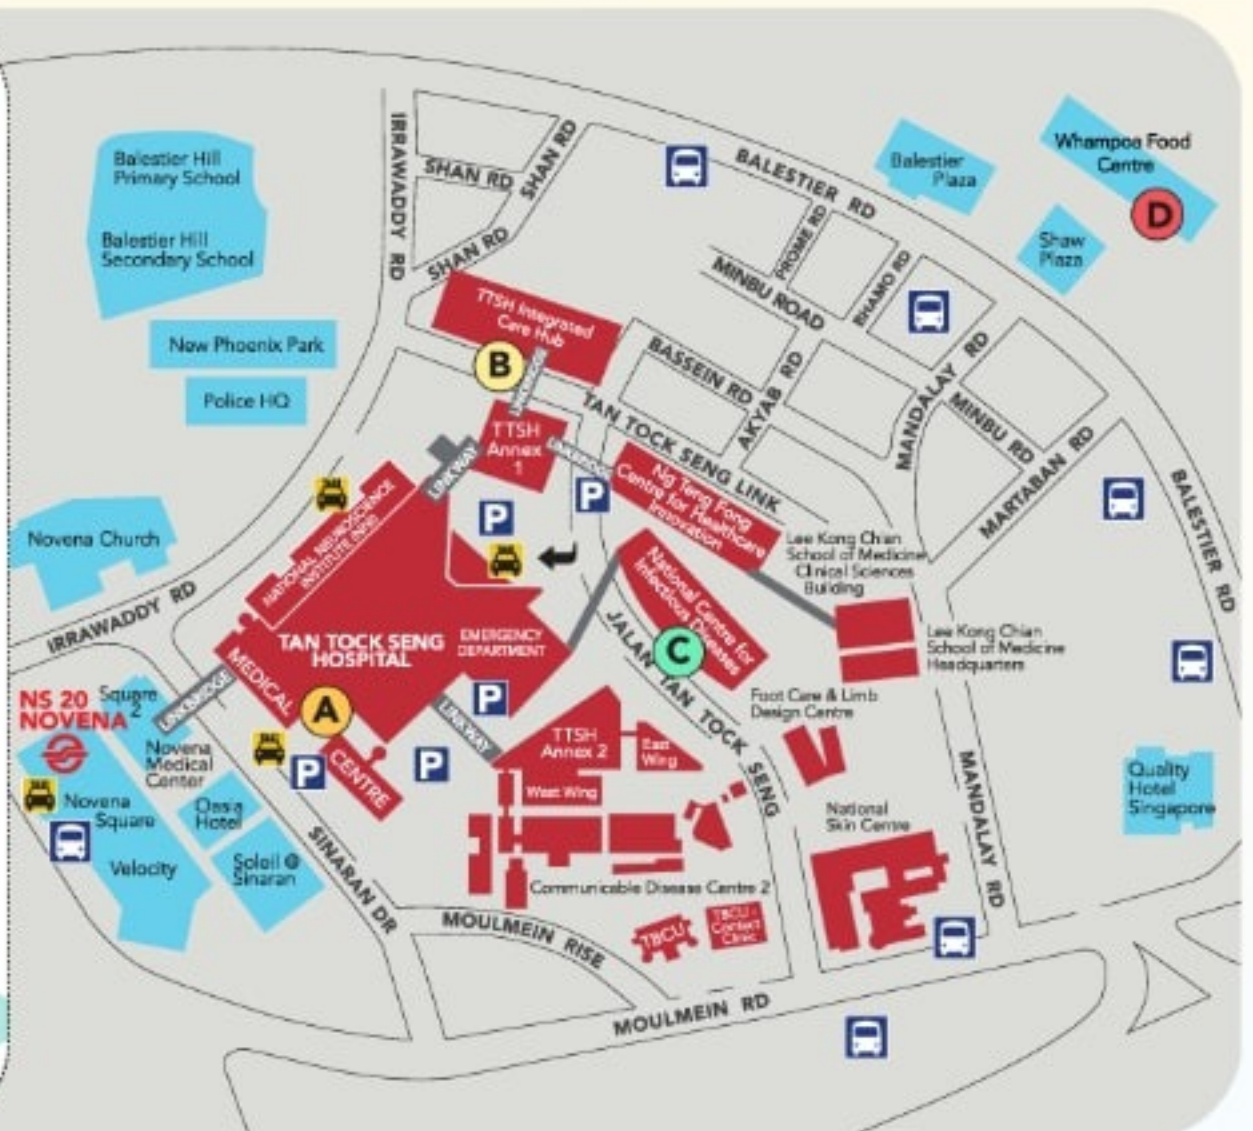 Balestier Hill
Primary School
Balestier Hill
Secondary School
New Phoenix Park
Police HQ
Novena Church
IRRAWADDY RD
SHAN RD
SHAN RD
SHAN RD
BALESTIER RD
Balestier
Plaza
Whampoa Food
Centre
D
Shaw
Plaza
PROME RD
BHAMO RD
MINBU ROAD
TTSH Integrated
Care Hub
B
BASSEIN RD
AKYAB RD
MANDALAY RD
MINBU RD
MARTABAN RD
BALESTIER RD
TAN TOCK SENG LINK
TTSH
Annex
1
LINKWAY
LINKBRIDGE
P
P
Ng Teng Fong
Centre for Healthcare
Innovation
Lee Kong Chian
School of Medicine
Clinical Sciences
Building
NATIONAL NEUROSCIENCE
INSTITUTE (NNI)
National Centre for
Infectious Diseases
C
Lee Kong Chian
School of Medicine
Headquarters
IRRAWADDY RD
TAN TOCK SENG
HOSPITAL
EMERGENCY
DEPARTMENT
MEDICAL
CENTRE
A
P
P
P
LINKWAY
LINKBRIDGE
NS 20
NOVENA
Square
2
Novena
Medical
Center
Novena
Square
Oasia
Hotel
Velocity
Soleil @
Sinaran
SINARAN DR
JALAN TAN TOCK SENG
Foot Care & Limb
Design Centre
TTSH
Annex 2
East
Wing
West Wing
National
Skin Centre
Communicable Disease Centre 2
TBCU
TBCU -
Contact
Clinic
MANDALAY RD
Quality
Hotel
Singapore
MOULMEIN RISE
MOULMEIN RD